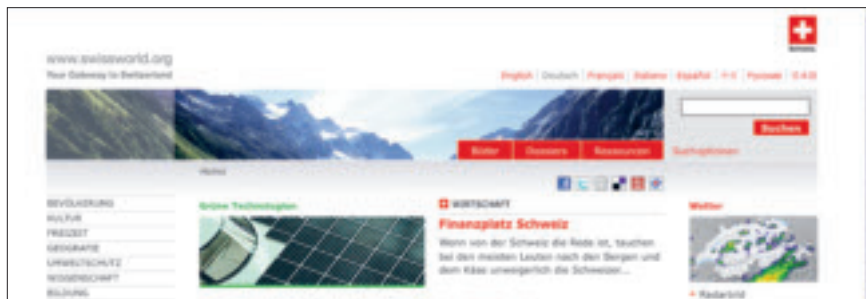 www.swissworld.org
Your Gateway to Switzerland
English Deutsch Français Italiano Español Русский
Bilder Dossiers Ressourcen
Suchen
Suchoptionen
Home
BEVÖLKERUNG
KULTUR
FREIZEIT
GEOGRAFIE
UMWELTSCHUTZ
WISSENSCHAFT
BILDUNG
Grüne Technologien
WIRTSCHAFT
Finanzplatz Schweiz
Wenn von der Schweiz die Rede ist, tauchen
bei den meisten Leuten nach den Bergen und
dem Käse unweigerlich die Schweizer...
Wetter
Radarbild